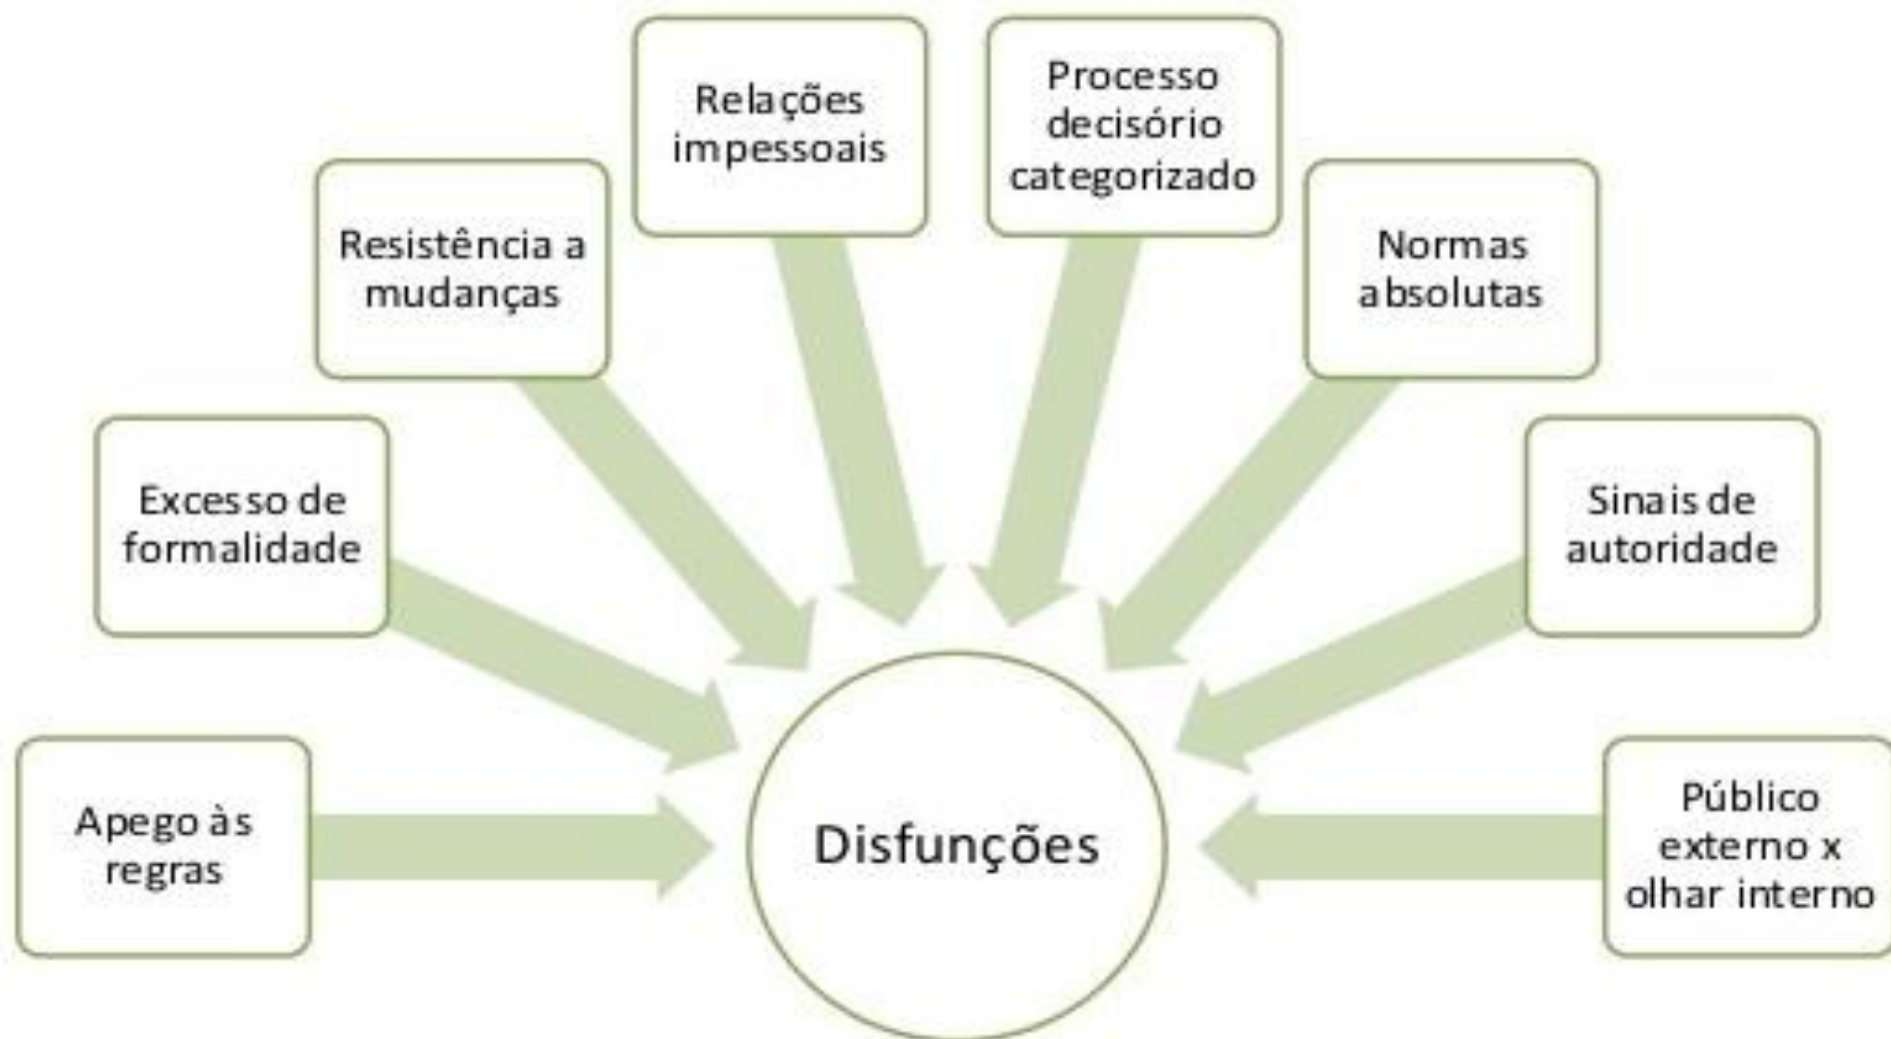 Relações
impessoais
Processo
decisório
categorizado
Resistência a
mudanças
Normas
absolutas
Excesso de
formalidade
Sinais de
autoridade
Apego às
regras
Disfunções
Público
externo x
olhar interno